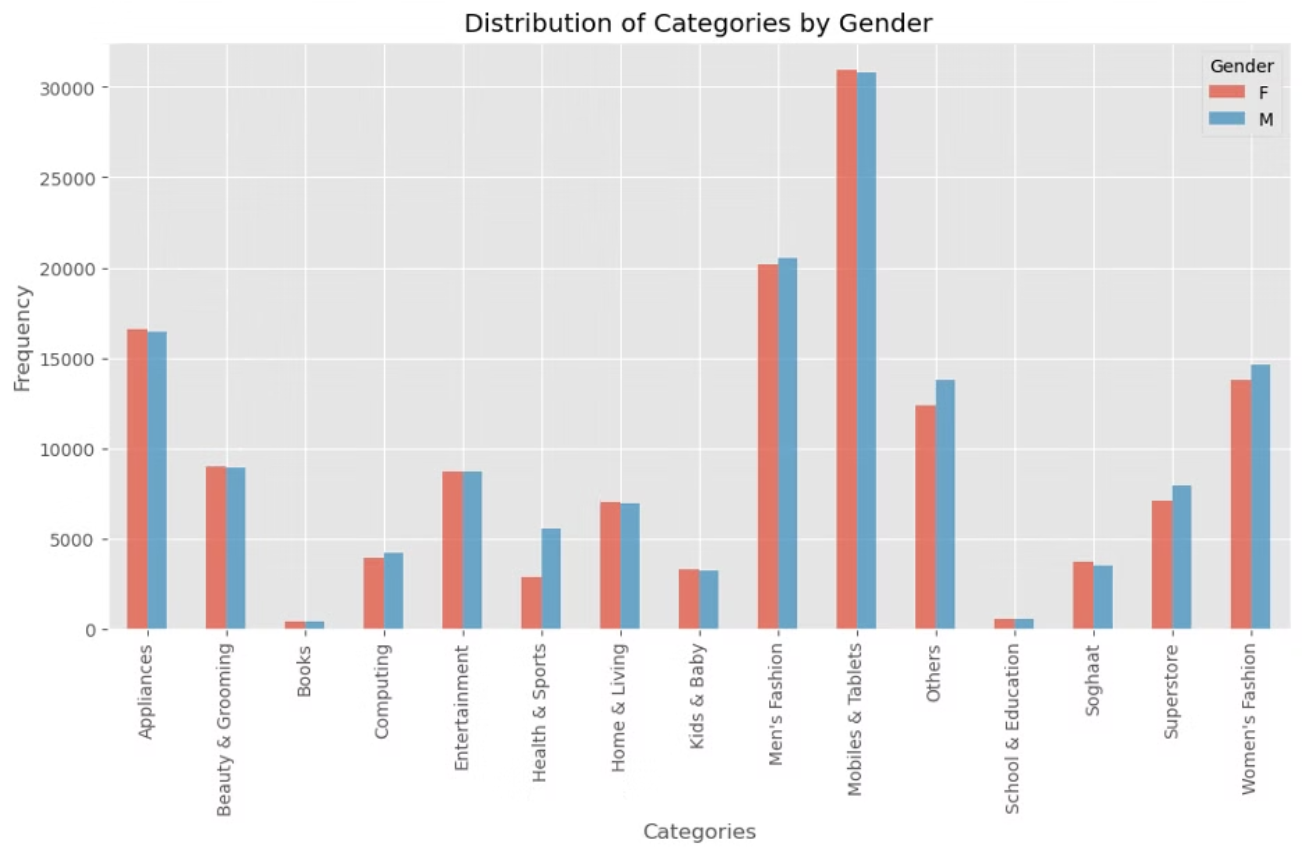 Distribution of Categories by Gender
Gender
F
M
Frequency
30000
25000
20000
15000
10000
5000
0
Appliances
Beauty & Grooming
Books
Computing
Entertainment
Health & Sports
Home & Living
Kids & Baby
Men's Fashion
Mobiles & Tablets
Others
School & Education
Soghaat
Superstore
Women's Fashion
Categories